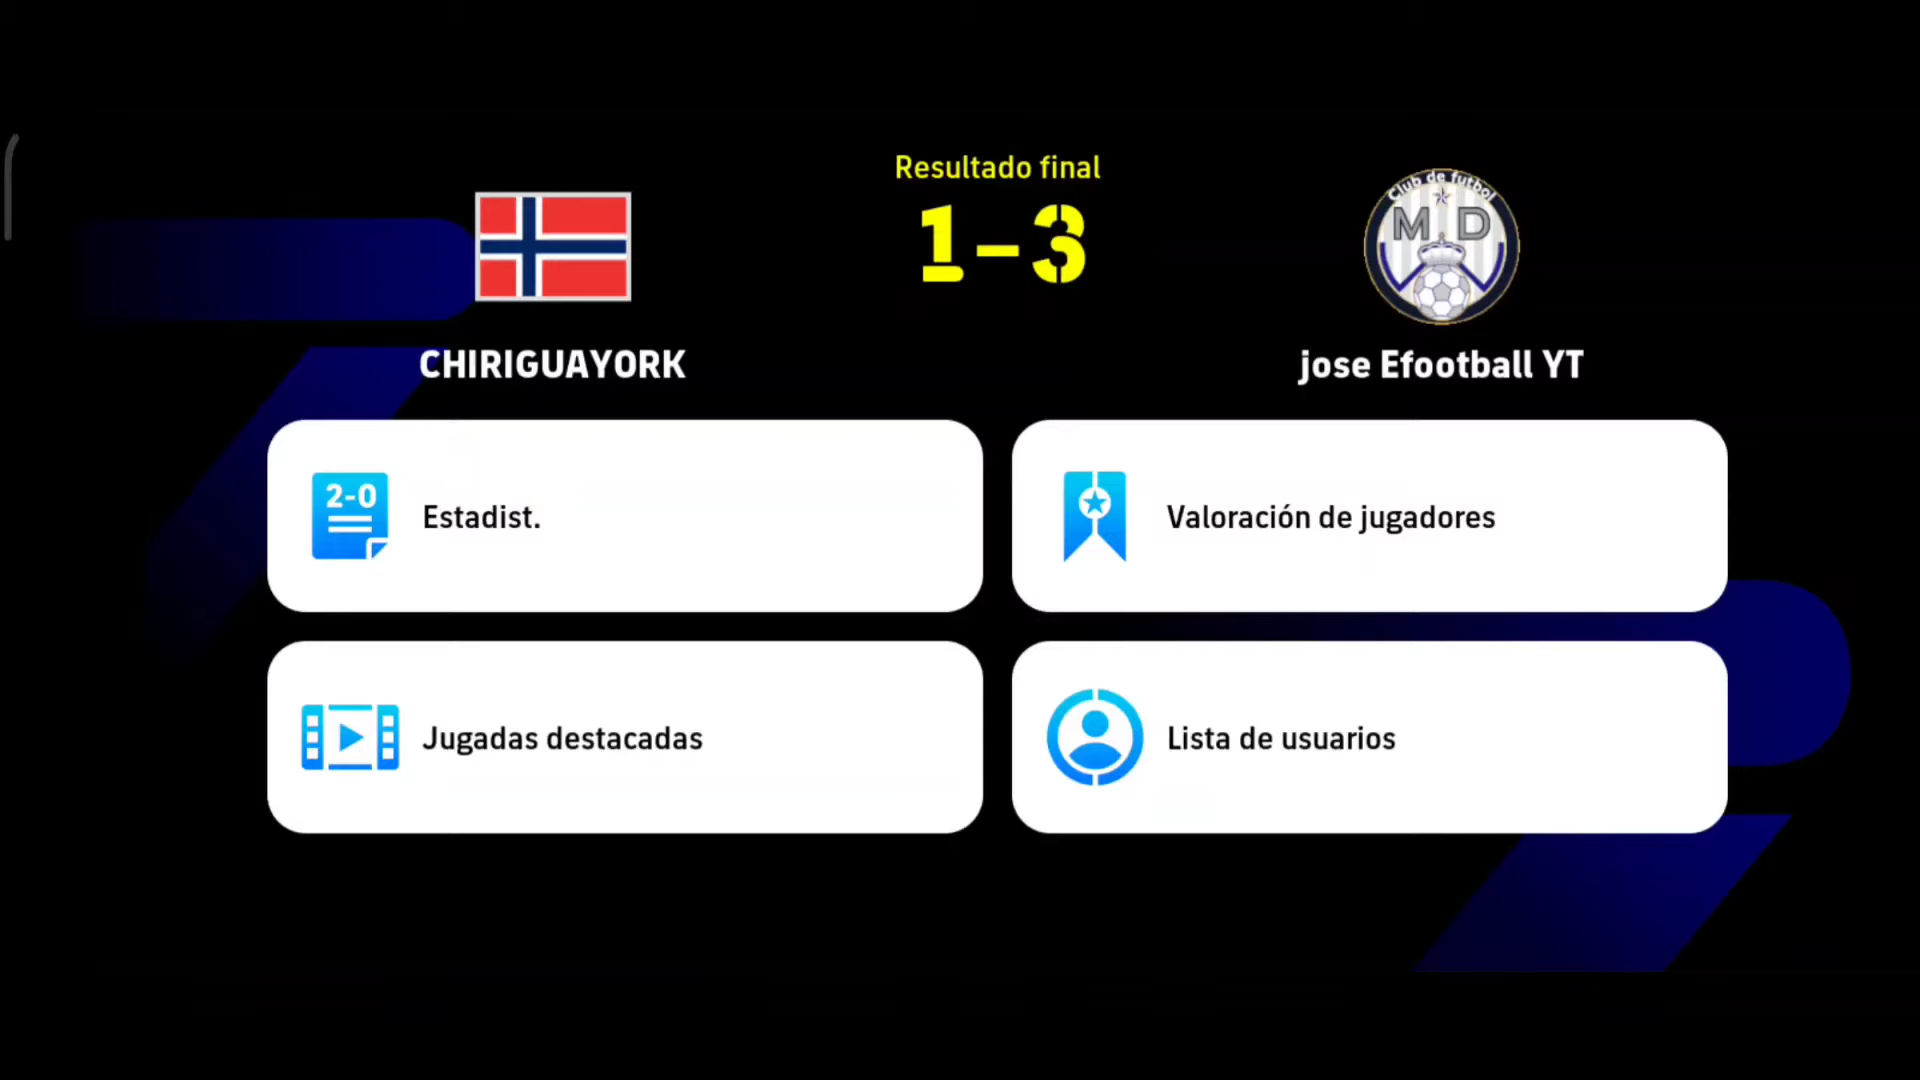 Resultado final
1-3
Club de futbol
M D
CHIRIGUAYORK
jose Efootball YT
2-0
Estadist.
Valoración de jugadores
Jugadas destacadas
Lista de usuarios